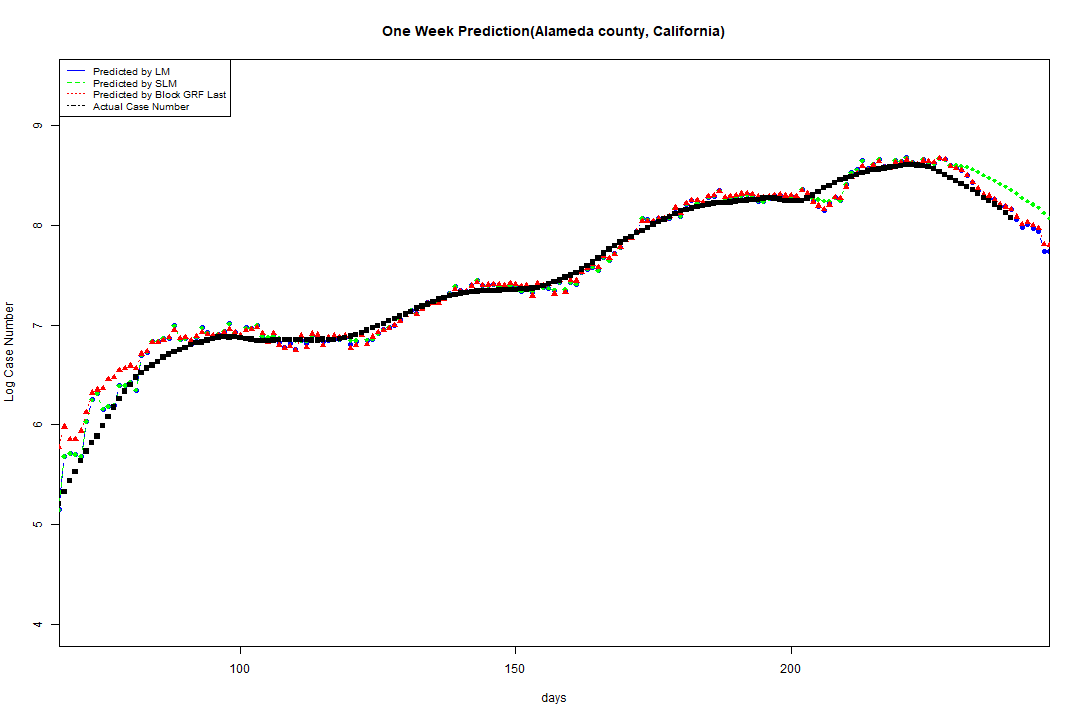 One Week Prediction(Alameda county, California)
Predicted by LM
Predicted by SLM
Predicted by Block GRF Last
Actual Case Number
9
8
7
6
5
4
Log Case Number
100 150 200
days